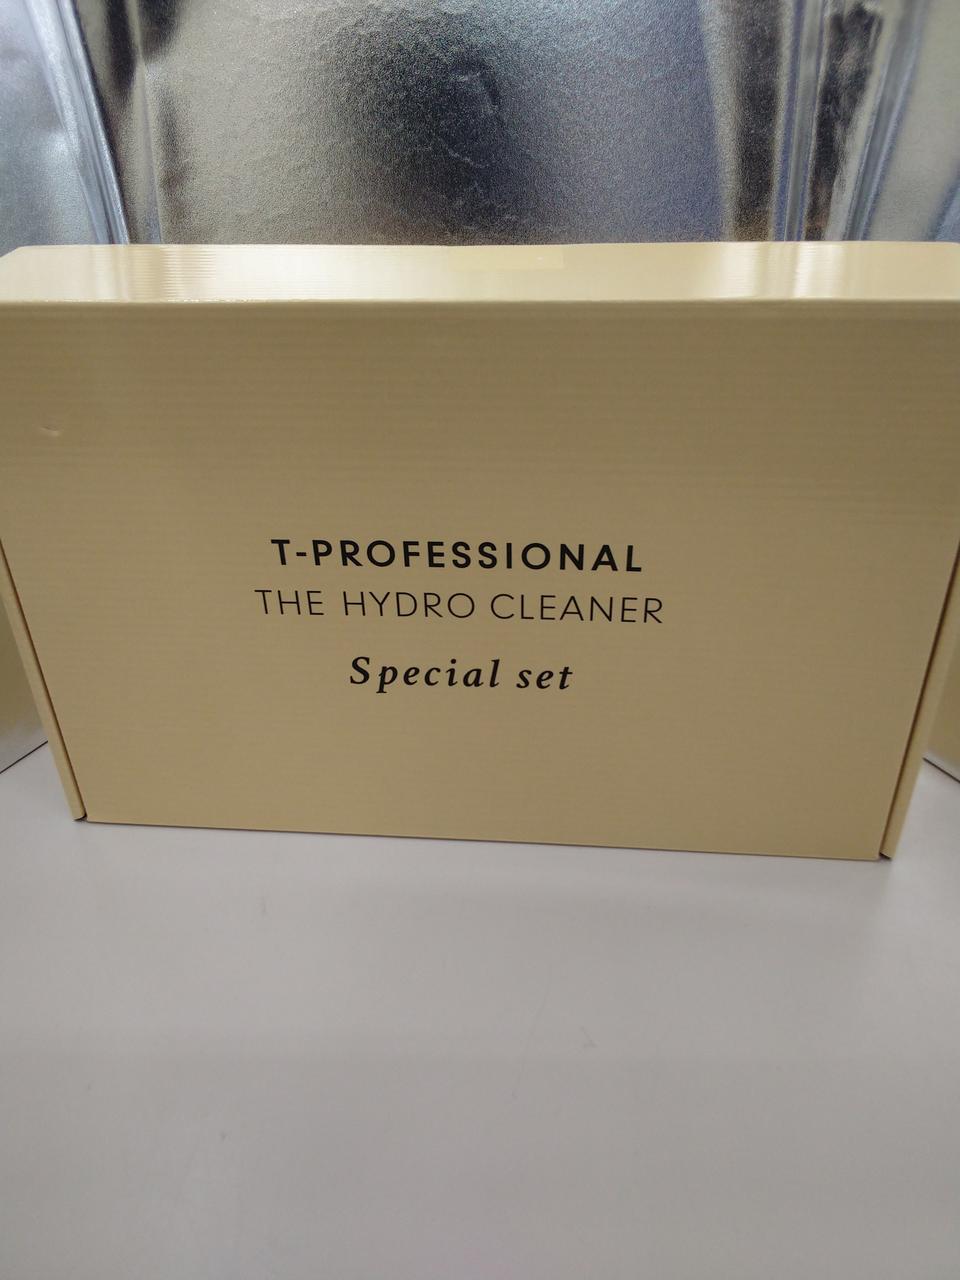 T-PROFESSIONAL
THE HYDRO CLEANER
Special set